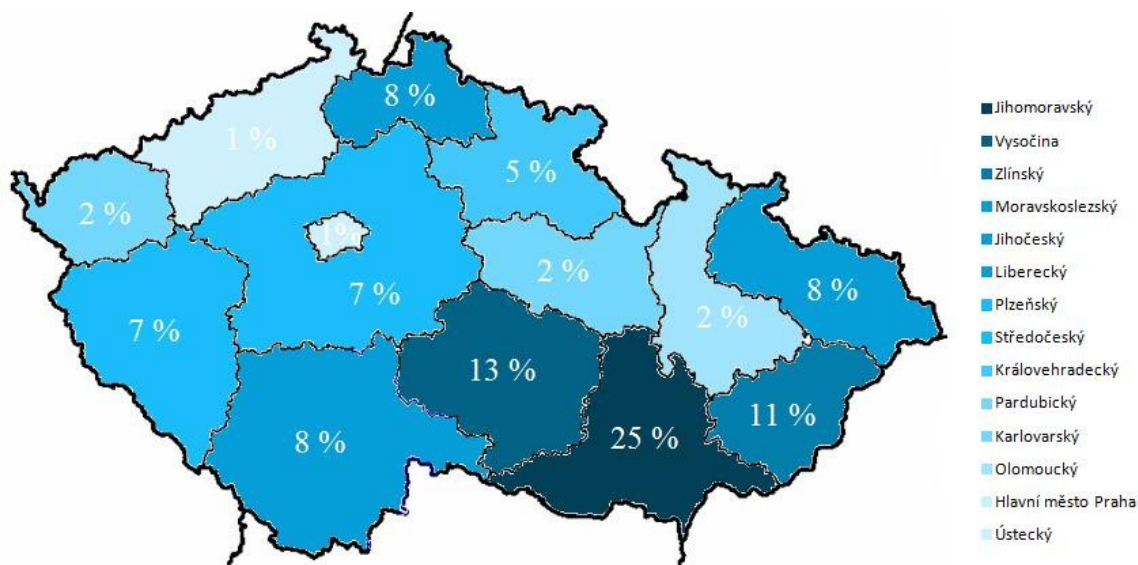 8 %
1 %
5 %
2 %
1%
2 %
7 %
8 %
2 %
7 %
13 %
11 %
25 %
8 %
Jihomoravský
Vysočina
Zlínský
Moravskoslezský
Jihočeský
Liberecký
Plzeňský
Středočeský
Královehradecký
Pardubický
Karlovarský
Olomoucký
Hlavní město Praha
Ústecký